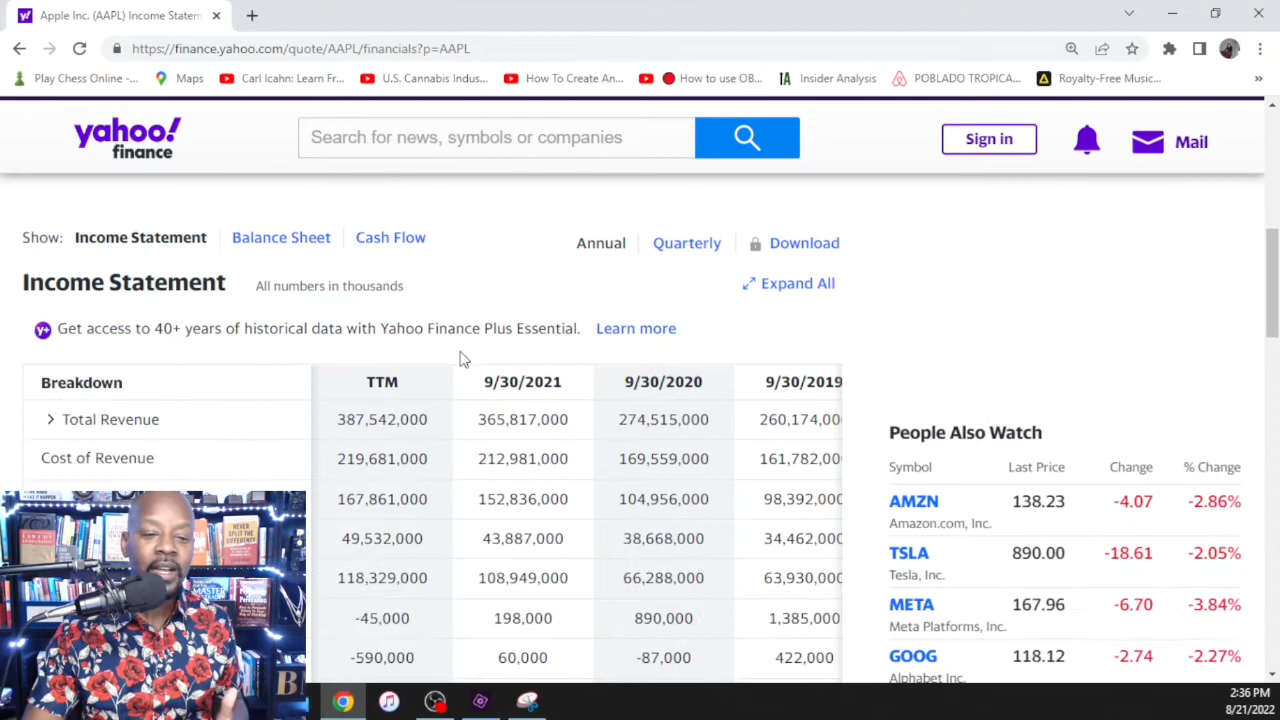 Apple Inc. (AAPL) Income Statem
https://finance.yahoo.com/quote/AAPL/financials?p=AAPL
Play Chess Online -... Maps Carl Icahn: Learn Fr... U.S. Cannabis Indus... How To Create An... How to use OB... IA Insider Analysis POBLADO TROPICA... Royalty-Free Music... »
yahoo! finance
Search for news, symbols or companies
Sign in
Mail
Show: Income Statement Balance Sheet Cash Flow
Annual Quarterly Download
Income Statement All numbers in thousands
Expand All
y+ Get access to 40+ years of historical data with Yahoo Finance Plus Essential. Learn more
Breakdown TTM 9/30/2021 9/30/2020 9/30/2019
Total Revenue 387,542,000 365,817,000 274,515,000 260,174,00
Cost of Revenue 219,681,000 212,981,000 169,559,000 161,782,00
167,861,000 152,836,000 104,956,000 98,392,000
49,532,000 43,887,000 38,668,000 34,462,000
118,329,000 108,949,000 66,288,000 63,930,000
-45,000 198,000 890,000 1,385,000
-590,000 60,000 -87,000 422,000
People Also Watch
Symbol Last Price Change % Change
AMZN 138.23 -4.07 -2.86%
Amazon.com, Inc.
TSLA 890.00 -18.61 -2.05%
Tesla, Inc.
META 167.96 -6.70 -3.84%
Meta Platforms, Inc.
GOOG 118.12 -2.74 -2.27%
Alphabet Inc.
NEVER
SPLIT THE
DIFFERENCE
MASTER
2:36 PM
8/21/2022